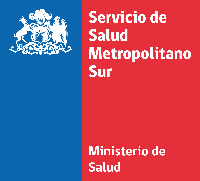 Servicio de
Salud
Metropolitano
Sur
Ministerio de
Salud